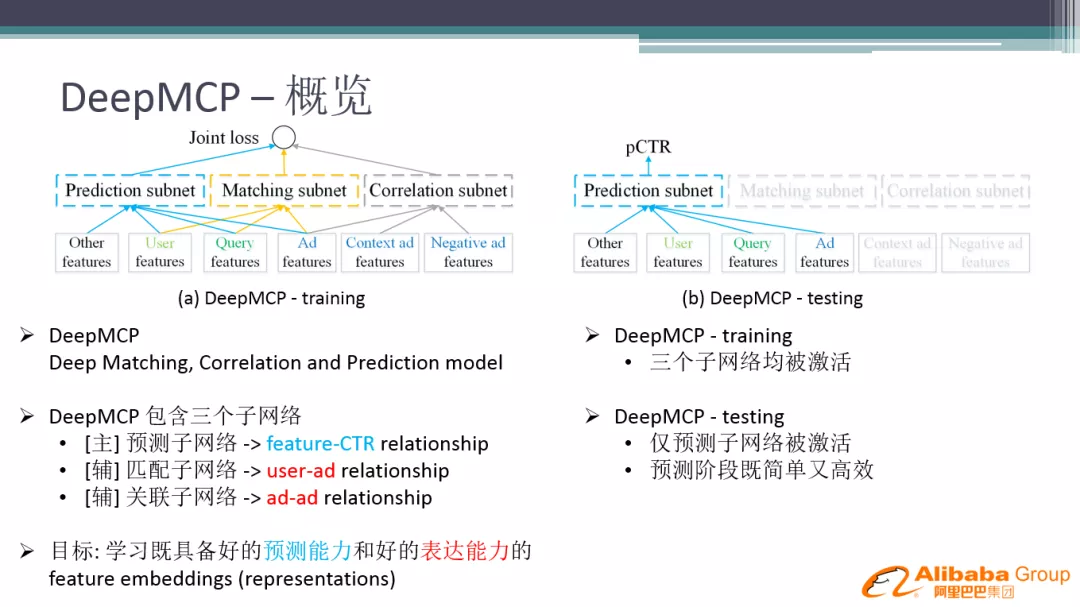 DeepMCP – 概览
Joint loss
Prediction subnet Matching subnet Correlation subnet
Other features User features Query features Ad features Context ad features Negative ad features
(a) DeepMCP - training
pCTR
Prediction subnet Matching subnet Correlation subnet
Other features User features Query features Ad features Context ad features Negative ad features
(b) DeepMCP - testing
➢ DeepMCP
Deep Matching, Correlation and Prediction model
➢ DeepMCP 包含三个子网络
• [主] 预测子网络 -> feature-CTR relationship
• [辅] 匹配子网络 -> user-ad relationship
• [辅] 关联子网络 -> ad-ad relationship
➢ 目标: 学习既具备好的预测能力和好的表达能力的
feature embeddings (representations)
➢ DeepMCP - training
• 三个子网络均被激活
➢ DeepMCP - testing
• 仅预测子网络被激活
• 预测阶段既简单又高效
Alibaba Group
阿里巴巴集团